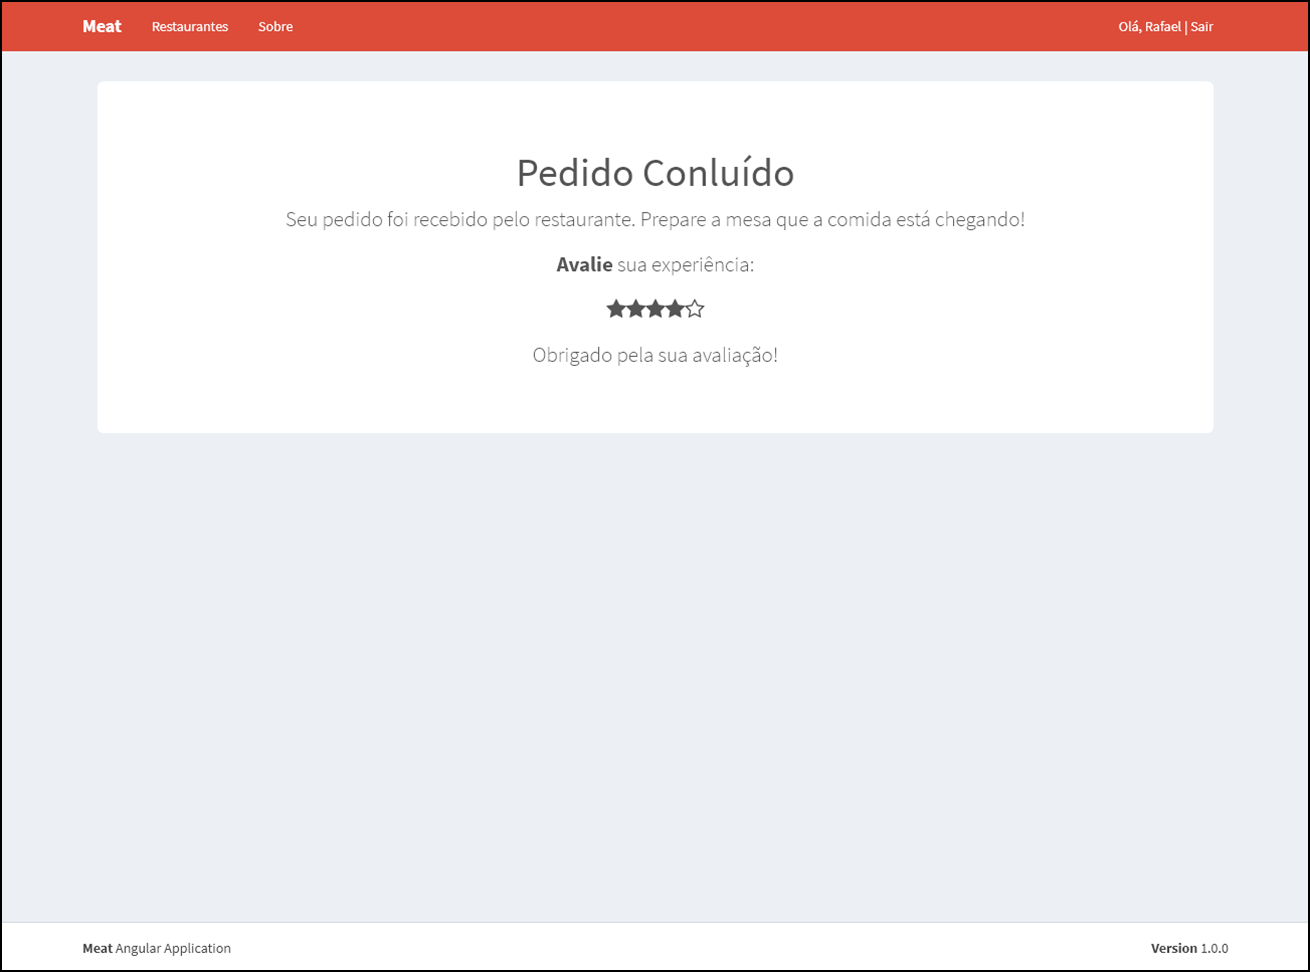 Meat Restaurantes Sobre Olá, Rafael | Sair
Pedido Conluído
Seu pedido foi recebido pelo restaurante. Prepare a mesa que a comida está chegando!
Avalie sua experiência:
Obrigado pela sua avaliação!
Meat Angular Application Version 1.0.0